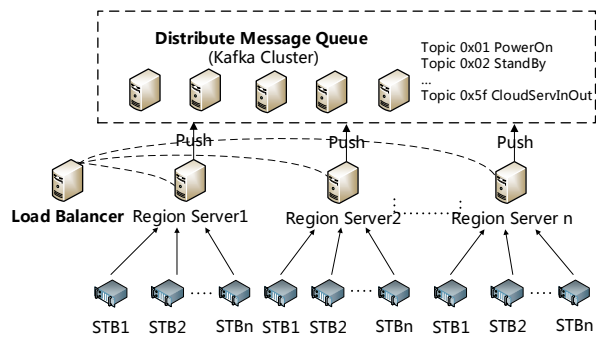 Distribute Message Queue
(Kafka Cluster)
Topic 0x01 PowerOn
Topic 0x02 StandBy
...
Topic 0x5f CloudServInOut
Push
Push
Push
Load Balancer
Region Server1
Region Server2
Region Server n
STB1
STB2
STBn
STB1
STB2
STBn
STB1
STB2
STBn